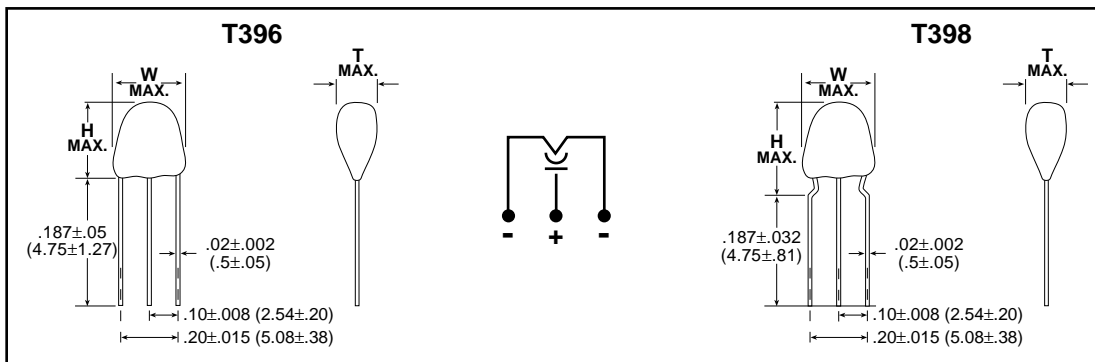 T396
W
MAX.
T
MAX.
H
MAX.
.187±.05
(4.75±1.27)
.02±.002
(.5±.05)
.10±.008 (2.54±.20)
.20±.015 (5.08±.38)
- + -
T398
W
MAX.
T
MAX.
H
MAX.
.187±.032
(4.75±.81)
.02±.002
(.5±.05)
.10±.008 (2.54±.20)
.20±.015 (5.08±.38)